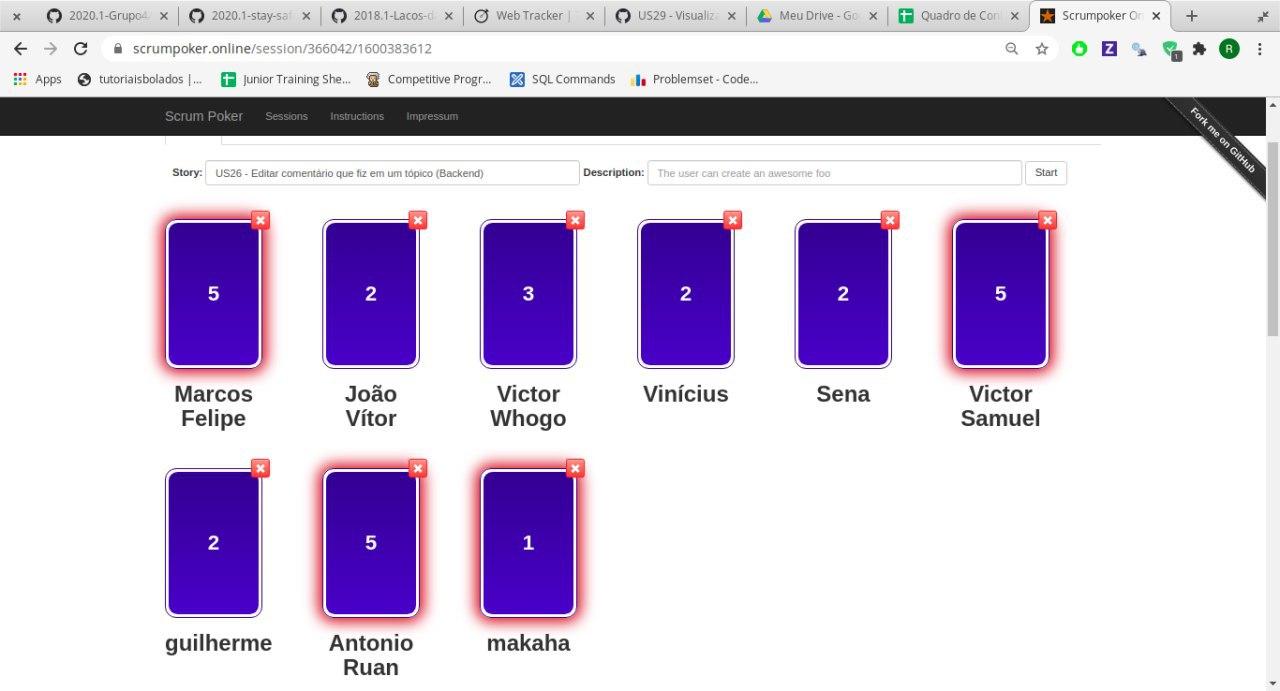 2020.1-Grupo4
2020.1-stay-saf
2018.1-Lacos-d
Web Tracker |
US29 - Visualiza
Meu Drive - Go
Quadro de Con
Scrumpoker On
scrumpoker.online/session/366042/1600383612
R
1
Apps
tutoriaisbolados |...
Junior Training She...
Competitive Progr...
SQL Commands
Problemset - Code...
Scrum Poker
Sessions
Instructions
Impressum
Fork me on GitHub
Story:
US26 - Editar comentário que fiz em um tópico (Backend)
Description:
The user can create an awesome foo
Start
5
2
3
2
2
5
Marcos
Felipe
João
Vítor
Victor
Whogo
Vinícius
Sena
Victor
Samuel
2
5
1
guilherme
Antonio
Ruan
makaha